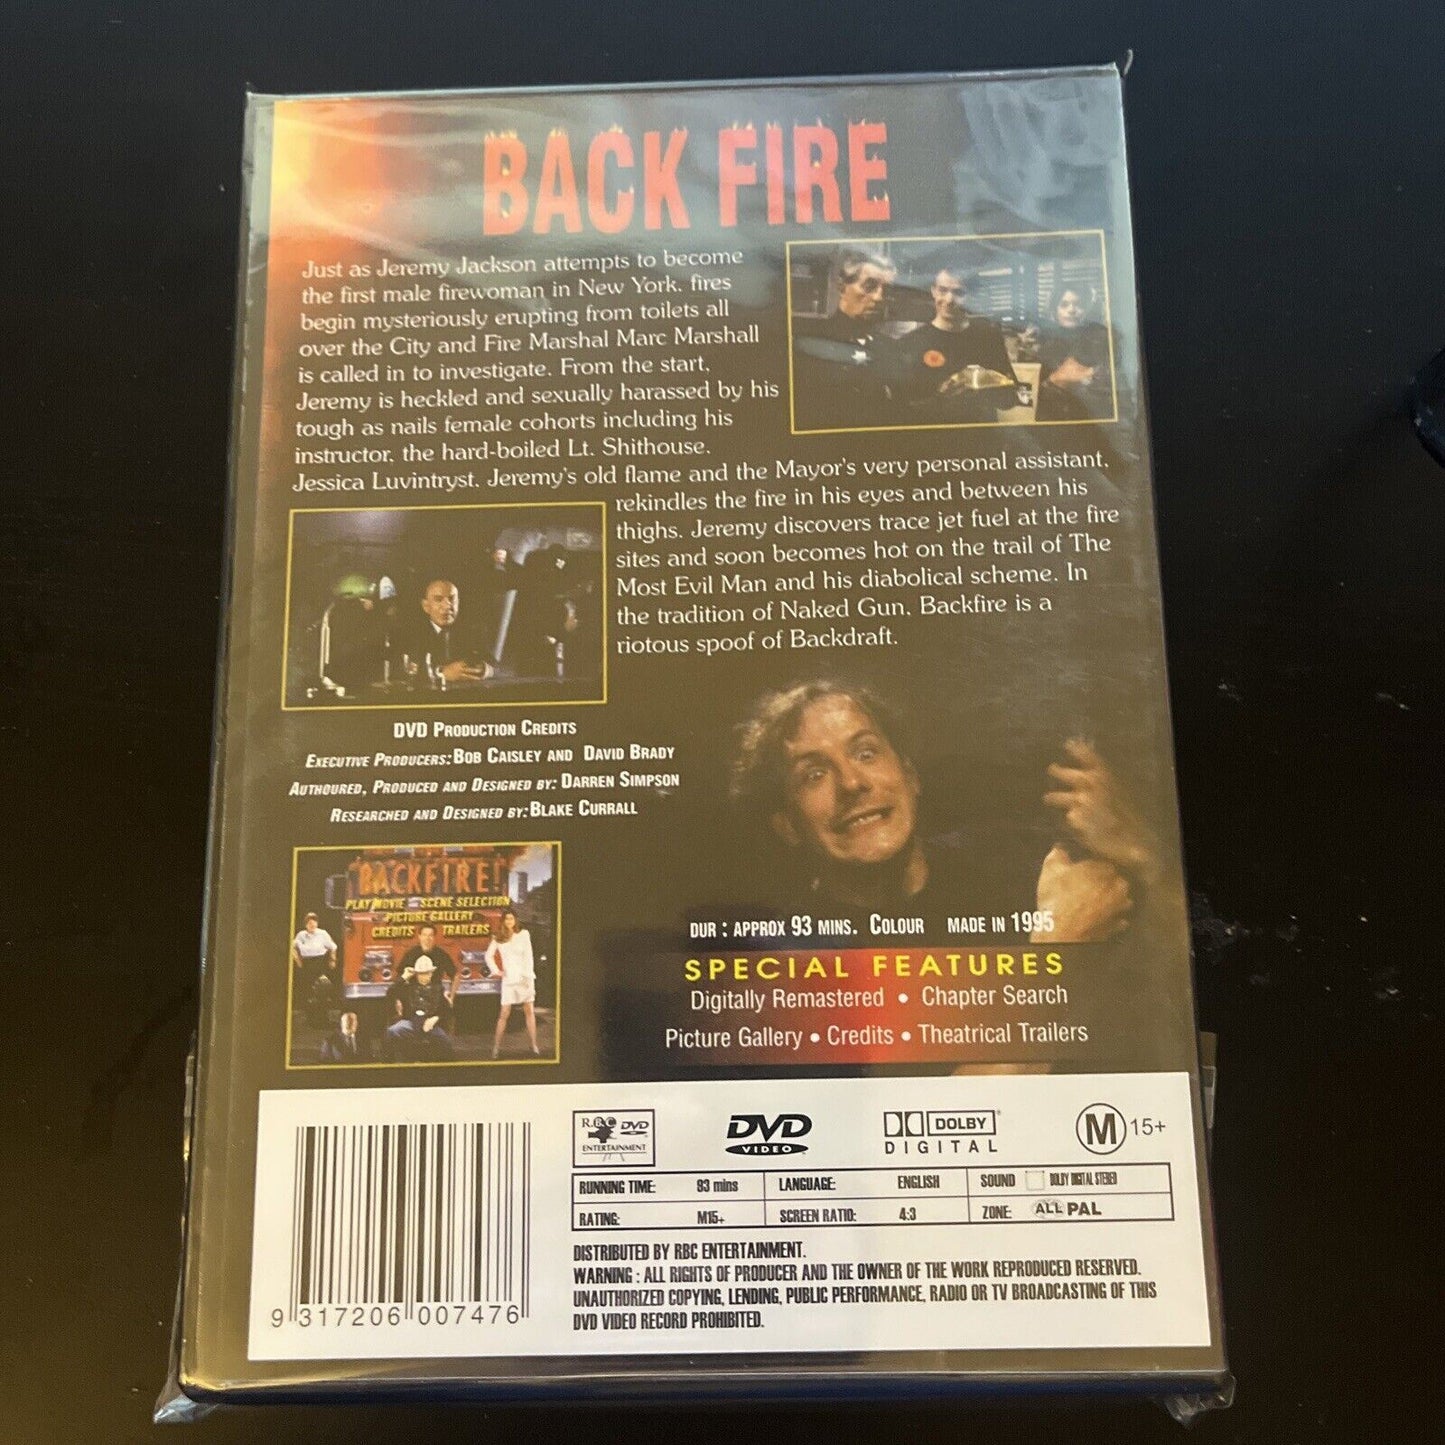 BACK FIRE
Just as Jeremy Jackson attempts to become
the first male firewoman in New York. fires
begin mysteriously erupting from toilets all
over the City and Fire Marshal Marc Marshall
is called in to investigate. From the start,
Jeremy is heckled and sexually harassed by his
tough as nails female cohorts including his
instructor, the hard-boiled Lt. Shithouse.
Jessica Luvintryst. Jeremy's old flame and the Mayor's very personal assistant,
rekindles the fire in his eyes and between his
thighs. Jeremy discovers trace jet fuel at the fire
sites and soon becomes hot on the trail of The
Most Evil Man and his diabolical scheme. In
the tradition of Naked Gun, Backfire is a
riotous spoof of Backdraft.
DVD PRODUCTION CREDITS
EXECUTIVE PRODUCERS: BOB CAISLEY AND DAVID BRADY
AUTHOURED, PRODUCED AND DESIGNED BY: DARREN SIMPSON
RESEARCHED AND DESIGNED BY: BLAKE CURRALL
BACKFIRE!
PLAY MOVIE SCENE SELECTION
PICTURE GALLERY
CREDITS TRAILERS
DUR : APPROX 93 MINS. COLOUR MADE IN 1995
SPECIAL FEATURES
Digitally Remastered • Chapter Search
Picture Gallery • Credits • Theatrical Trailers
R.B.C DVD
ENTERTAINMENT
DVD
VIDEO
DOLBY
DIGITAL
M 15+
RUNNING TIME: 93 mins LANGUAGE: ENGLISH SOUND DOLBY DIGITAL STEREO
RATING: M15+ SCREEN RATIO: 4:3 ZONE: ALL PAL
DISTRIBUTED BY RBC ENTERTAINMENT.
WARNING : ALL RIGHTS OF PRODUCER AND THE OWNER OF THE WORK REPRODUCED RESERVED.
UNAUTHORIZED COPYING, LENDING, PUBLIC PERFORMANCE, RADIO OR TV BROADCASTING OF THIS
DVD VIDEO RECORD PROHIBITED.
9 317206 007476